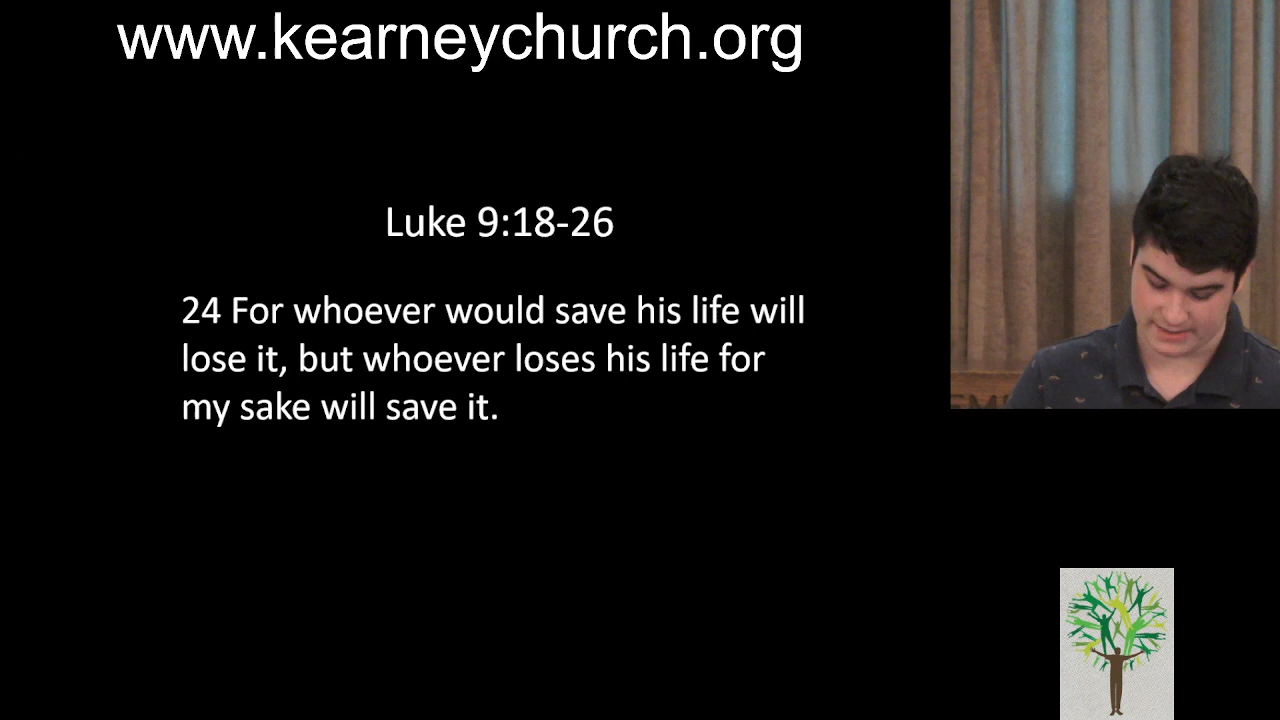 www.kearneychurch.org
Luke 9:18-26
24 For whoever would save his life will
lose it, but whoever loses his life for
my sake will save it.